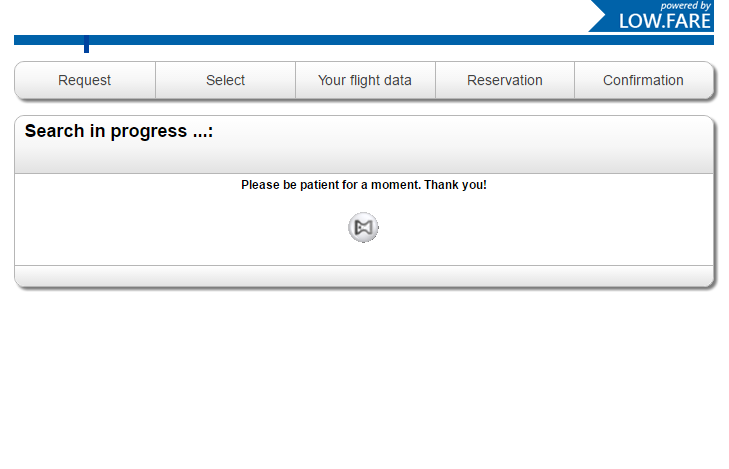 powered by
LOW.FARE
Request
Select
Your flight data
Reservation
Confirmation
Search in progress ...:
Please be patient for a moment. Thank you!